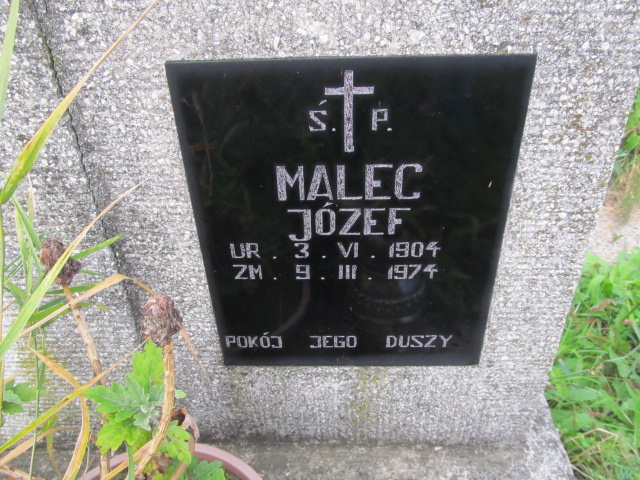 Ś. P.
MALEC
JÓZEF
UR. 3. VI. 1904
ZM. 9. III. 1974
POKÓJ JEGO DUSZY